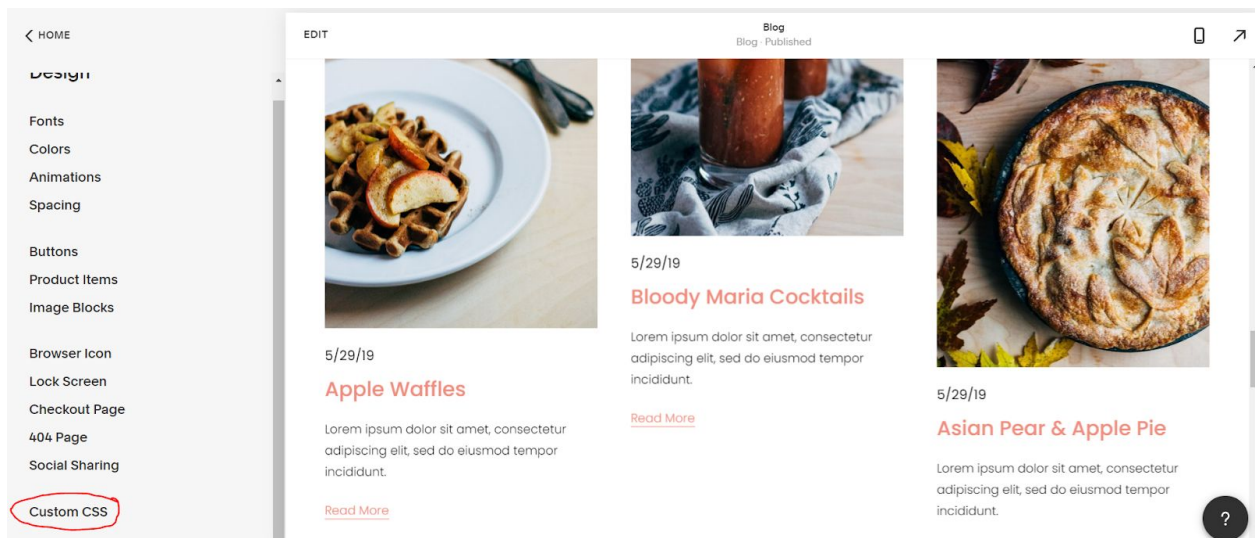 HOME
Design
Fonts
Colors
Animations
Spacing
Buttons
Product Items
Image Blocks
Browser Icon
Lock Screen
Checkout Page
404 Page
Social Sharing
Custom CSS
EDIT
Blog
Blog · Published
5/29/19
Apple Waffles
Lorem ipsum dolor sit amet, consectetur
adipiscing elit, sed do eiusmod tempor
incididunt.
Read More
5/29/19
Bloody Maria Cocktails
Lorem ipsum dolor sit amet, consectetur
adipiscing elit, sed do eiusmod tempor
incididunt.
Read More
5/29/19
Asian Pear & Apple Pie
Lorem ipsum dolor sit amet, consectetur
adipiscing elit, sed do eiusmod tempor
incididunt.
?